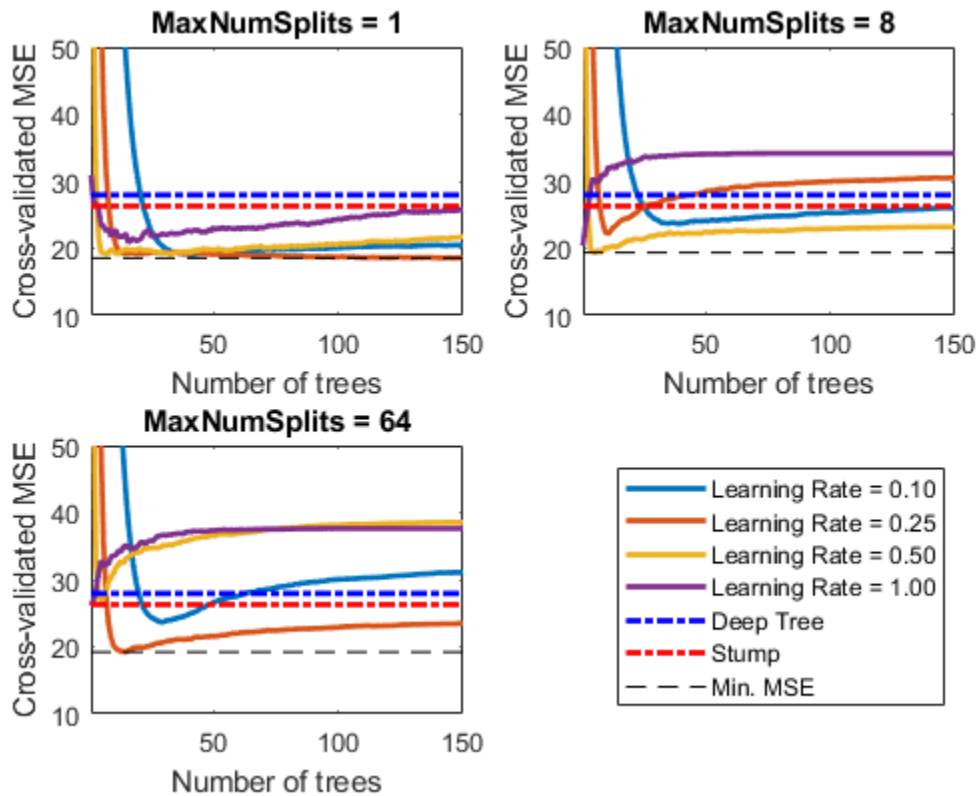 MaxNumSplits = 1
50
40
30
20
10
Cross-validated MSE
50
100
150
Number of trees
MaxNumSplits = 8
50
40
30
20
10
Cross-validated MSE
50
100
150
Number of trees
MaxNumSplits = 64
50
40
30
20
10
Cross-validated MSE
50
100
150
Number of trees
Learning Rate = 0.10
Learning Rate = 0.25
Learning Rate = 0.50
Learning Rate = 1.00
Deep Tree
Stump
Min. MSE